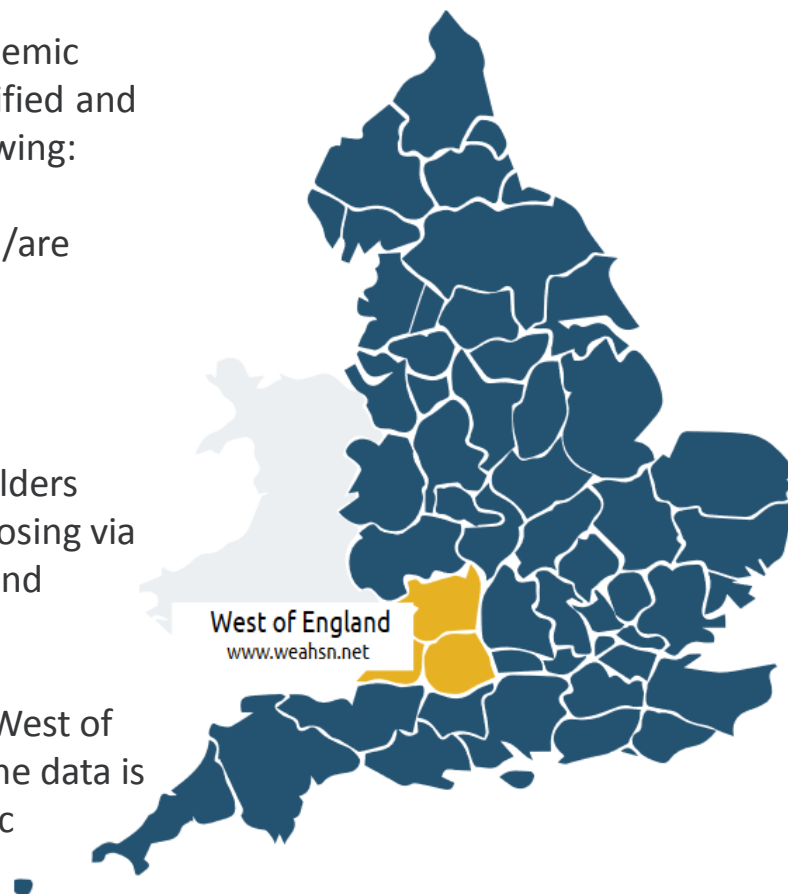 emic
ified and
wing:
/are
lders
osing via
nd
West of England
www.weahsn.net
West of
ne data is
c